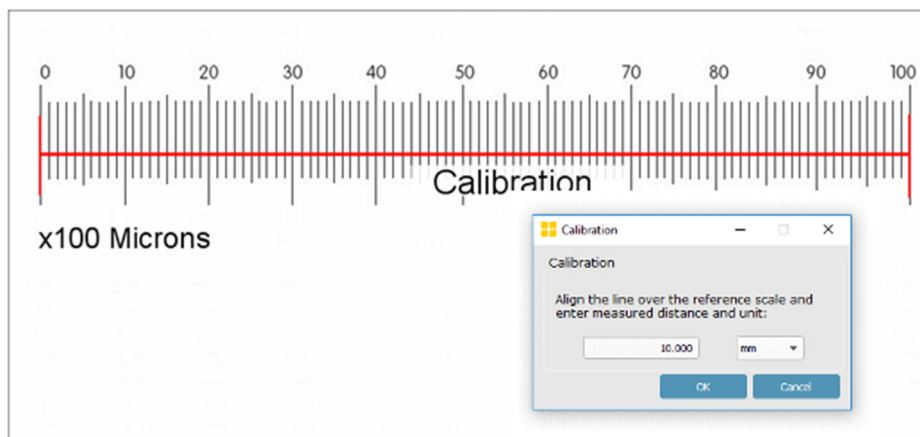 0 10 20 30 40 50 60 70 80 90 100
Calibration
x100 Microns
Calibration
Calibration
Align the line over the reference scale and
enter measured distance and unit:
10.000 mm
OK Cancel